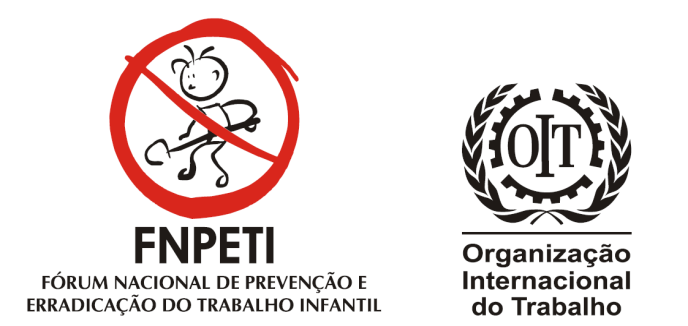 FNPETI
FÓRUM NACIONAL DE PREVENÇÃO E
ERRADICAÇÃO DO TRABALHO INFANTIL
OIT
Organização
Internacional
do Trabalho